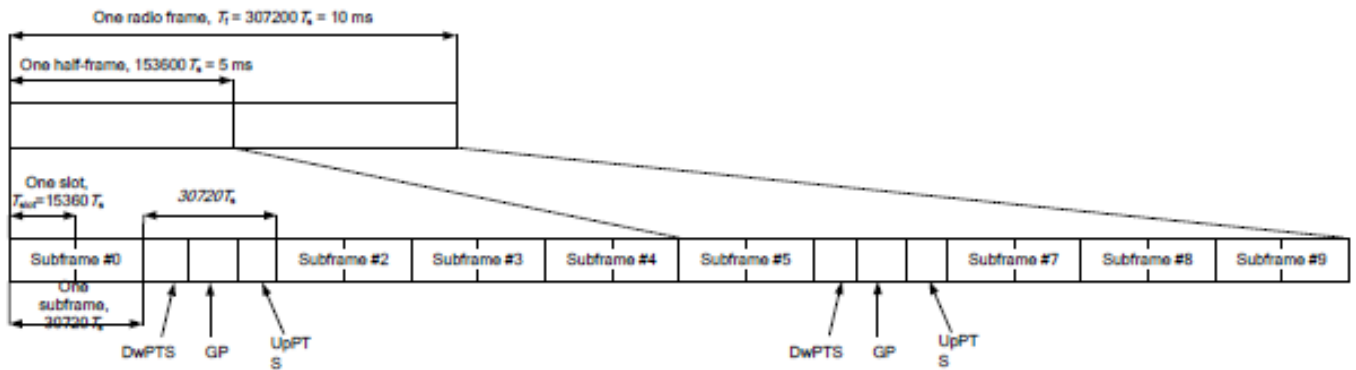 One radio frame, Tf = 307200 Ts = 10 ms
One half-frame, 153600 Ts = 5 ms
One slot,
Tslot=15360 Ts
30720Ts
Subframe #0
Subframe #2
Subframe #3
Subframe #4
Subframe #5
Subframe #7
Subframe #8
Subframe #9
One
subframe,
30720 Ts
DwPTS
GP
UpPT
S
DwPTS
GP
UpPT
S